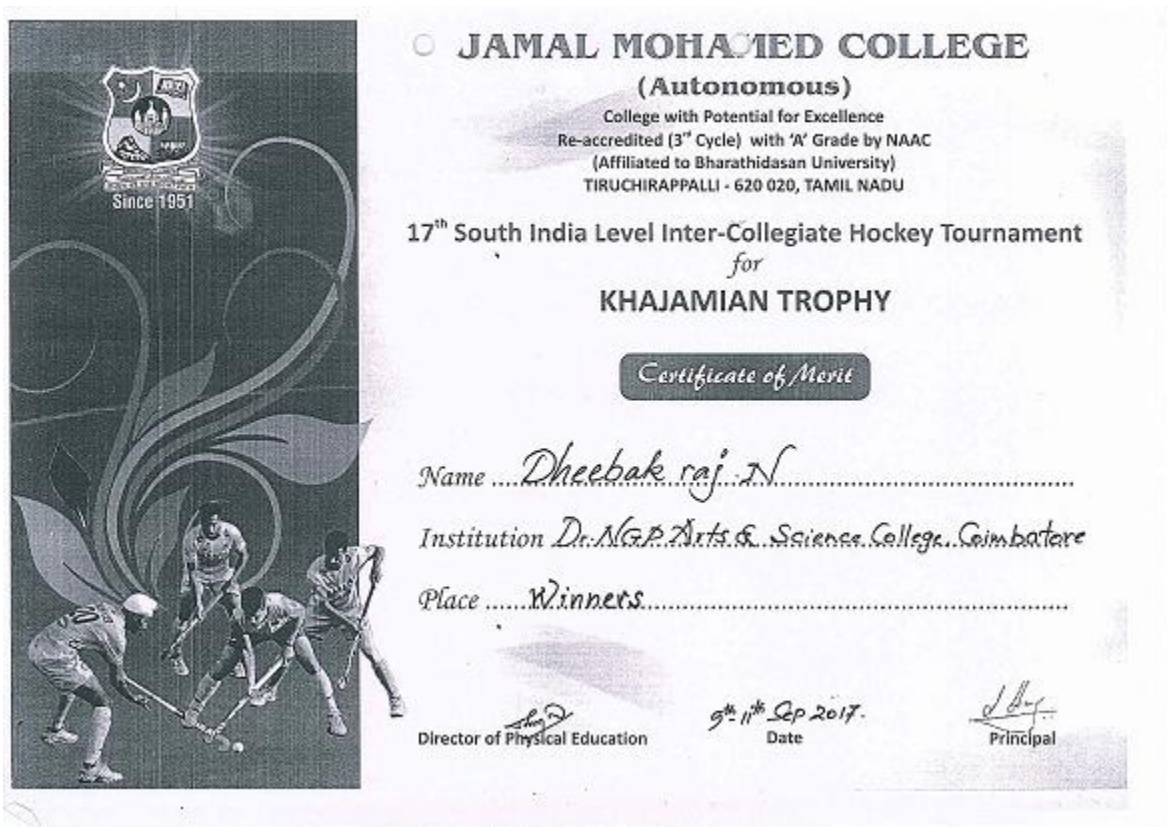 JAMAL MOHAMED COLLEGE
(Autonomous)
College with Potential for Excellence
Re-accredited (3rd Cycle) with 'A' Grade by NAAC
(Affiliated to Bharathidasan University)
TIRUCHIRAPPALLI - 620 020, TAMIL NADU
Since 1951
17th South India Level Inter-Collegiate Hockey Tournament
for
KHAJAMIAN TROPHY
Certificate of Merit
Name Dheebak raj .N
Institution Dr. N.G.P. Arts & Science College, Coimbatore
Place Winners
9th 11th Sep 2017.
Director of Physical Education
Date
Principal